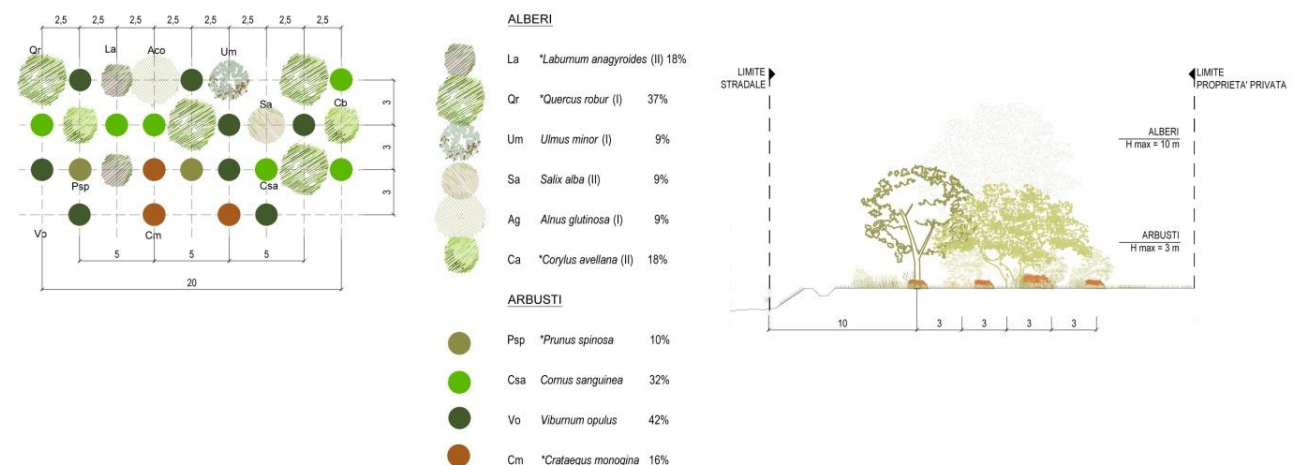 2,5 2,5 2,5 2,5 2,5 2,5 2,5 2,5
Qr La Aco Um
3
Sa Cb
3
Psp Csa
3
Vo Cm
5 5 5
20
ALBERI
La *Laburnum anagyroides (II) 18%
Qr *Quercus robur (I) 37%
Um Ulmus minor (I) 9%
Sa Salix alba (II) 9%
Ag Alnus glutinosa (I) 9%
Ca *Corylus avellana (II) 18%
ARBUSTI
Psp *Prunus spinosa 10%
Csa Cornus sanguinea 32%
Vo Viburnum opulus 42%
Cm *Crataegus monogina 16%
LIMITE
STRADALE
LIMITE
PROPRIETA' PRIVATA
ALBERI
H max = 10 m
ARBUSTI
H max = 3 m
10 3 3 3 3